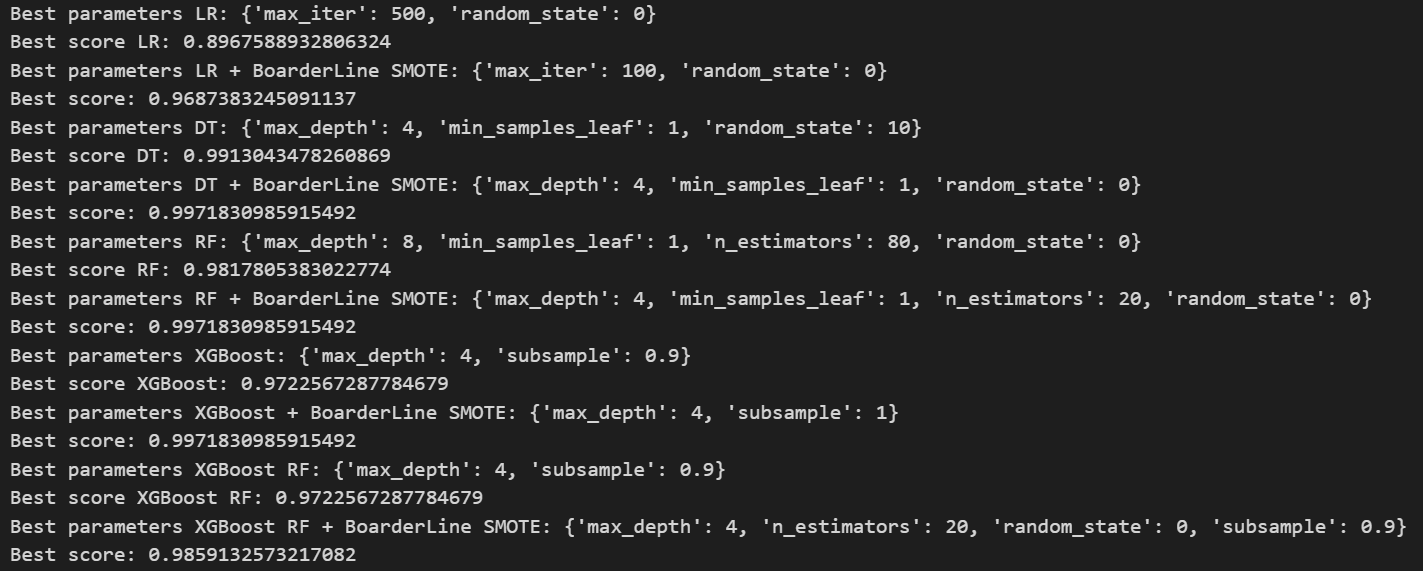 Best parameters LR: {'max_iter': 500, 'random_state': 0}
Best score LR: 0.8967588932806324
Best parameters LR + BoarderLine SMOTE: {'max_iter': 100, 'random_state': 0}
Best score: 0.9687383245091137
Best parameters DT: {'max_depth': 4, 'min_samples_leaf': 1, 'random_state': 10}
Best score DT: 0.9913043478260869
Best parameters DT + BoarderLine SMOTE: {'max_depth': 4, 'min_samples_leaf': 1, 'random_state': 0}
Best score: 0.9971830985915492
Best parameters RF: {'max_depth': 8, 'min_samples_leaf': 1, 'n_estimators': 80, 'random_state': 0}
Best score RF: 0.9817805383022774
Best parameters RF + BoarderLine SMOTE: {'max_depth': 4, 'min_samples_leaf': 1, 'n_estimators': 20, 'random_state': 0}
Best score: 0.9971830985915492
Best parameters XGBoost: {'max_depth': 4, 'subsample': 0.9}
Best score XGBoost: 0.9722567287784679
Best parameters XGBoost + BoarderLine SMOTE: {'max_depth': 4, 'subsample': 1}
Best score: 0.9971830985915492
Best parameters XGBoost RF: {'max_depth': 4, 'subsample': 0.9}
Best score XGBoost RF: 0.9722567287784679
Best parameters XGBoost RF + BoarderLine SMOTE: {'max_depth': 4, 'n_estimators': 20, 'random_state': 0, 'subsample': 0.9}
Best score: 0.9859132573217082